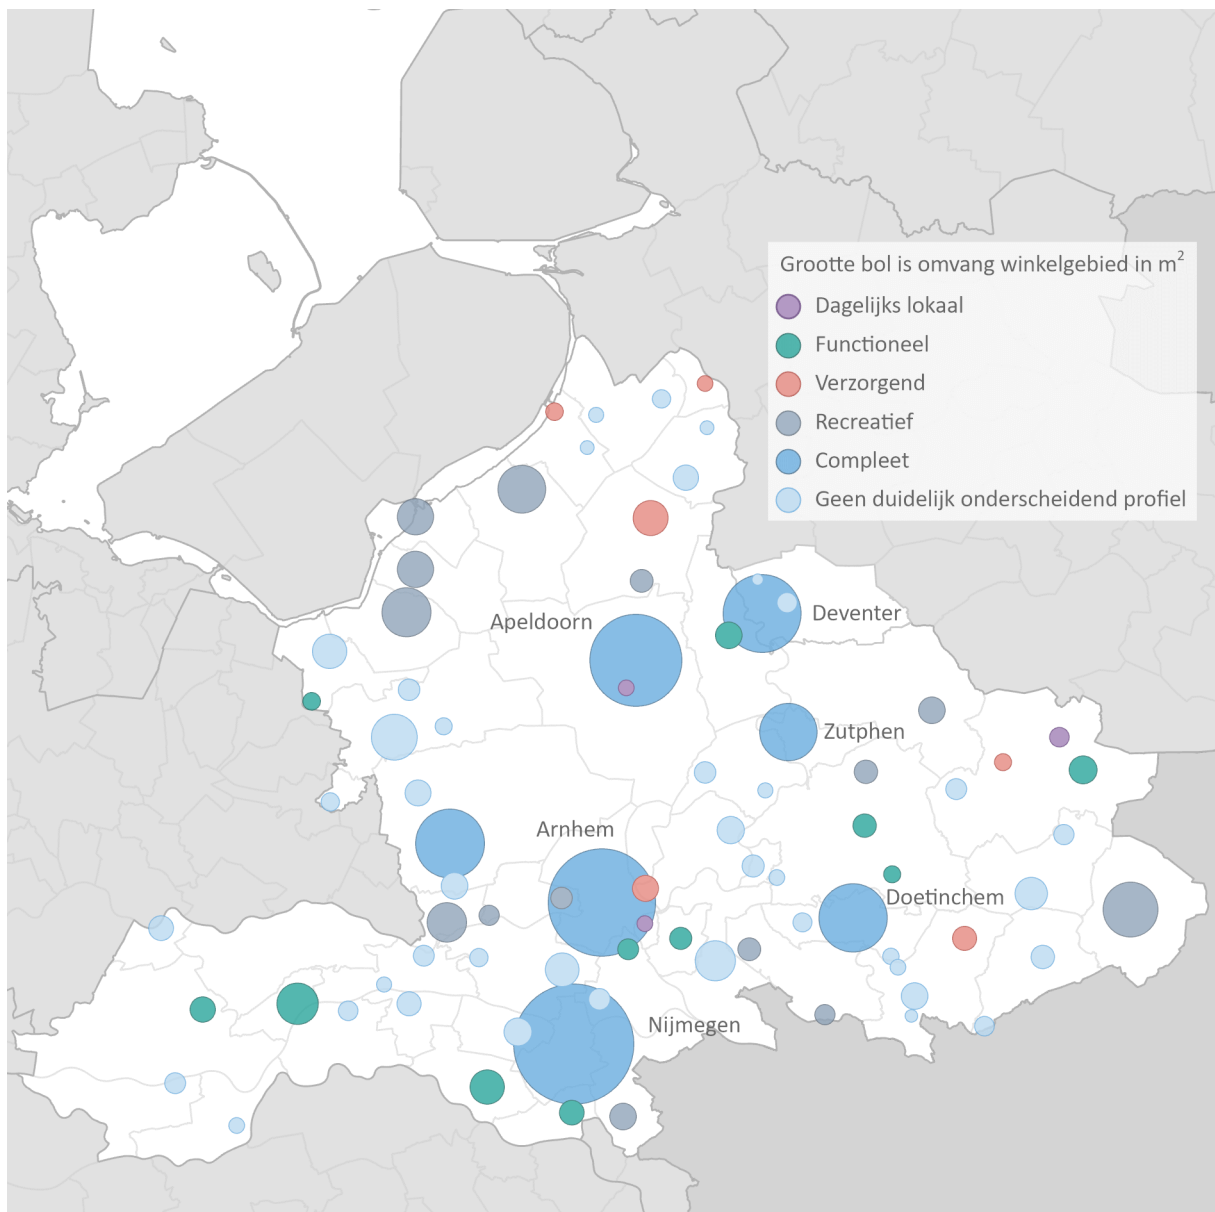 Grootte bol is omvang winkelgebied in m²
Dagelijks lokaal
Functioneel
Verzorgend
Recreatief
Compleet
Geen duidelijk onderscheidend profiel
Apeldoorn
Deventer
Zutphen
Arnhem
Doetinchem
Nijmegen